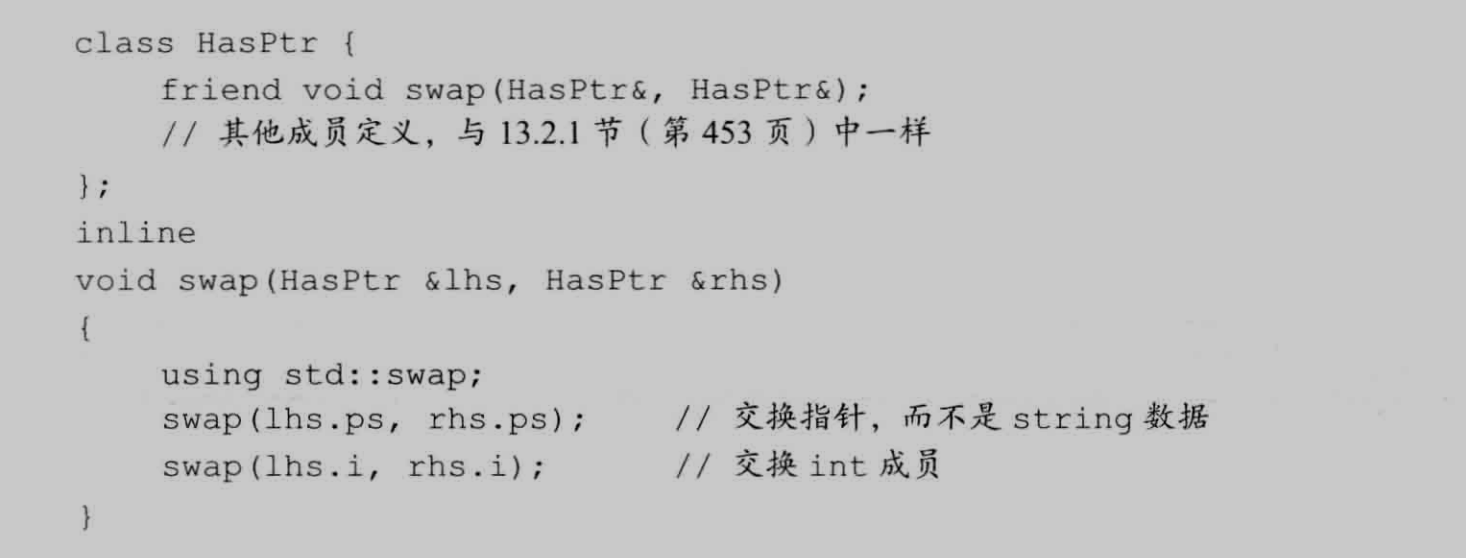 class HasPtr {
    friend void swap(HasPtr&, HasPtr&);
    // 其他成员定义，与 13.2.1 节（第 453 页）中一样
};
inline
void swap(HasPtr &lhs, HasPtr &rhs)
{
    using std::swap;
    swap(lhs.ps, rhs.ps);    // 交换指针，而不是 string 数据
    swap(lhs.i, rhs.i);      // 交换 int 成员
}